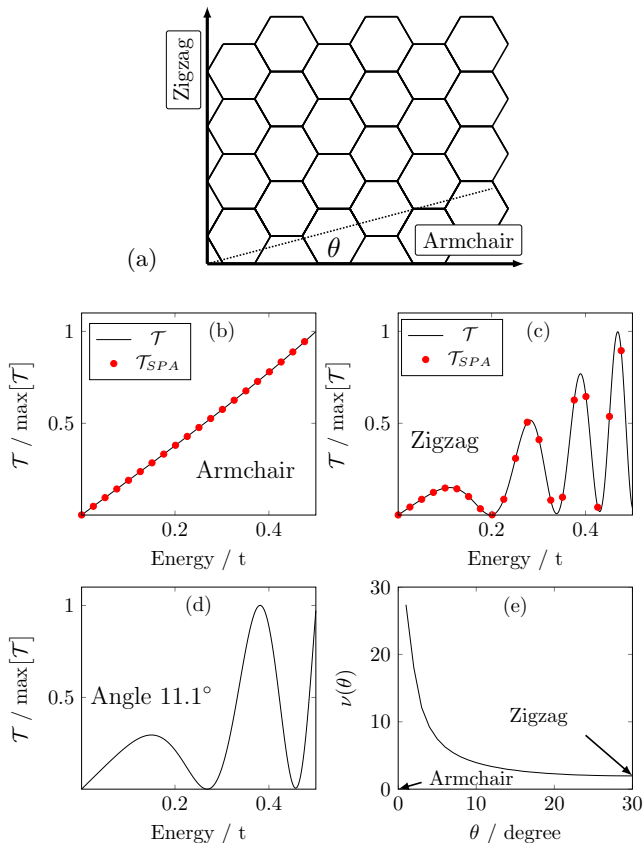 Zigzag
(a)
θ
Armchair
𝒯 / max[𝒯]
1
0.5
0.2
0.4
Energy / t
𝒯
𝒯_SPA
(b)
Armchair
𝒯 / max[𝒯]
1
0.5
0.2
0.4
Energy / t
𝒯
𝒯_SPA
(c)
Zigzag
𝒯 / max[𝒯]
1
0.5
0.2
0.4
Energy / t
(d)
Angle 11.1°
ν(θ)
30
20
10
0
0
10
20
30
θ / degree
(e)
Zigzag
Armchair